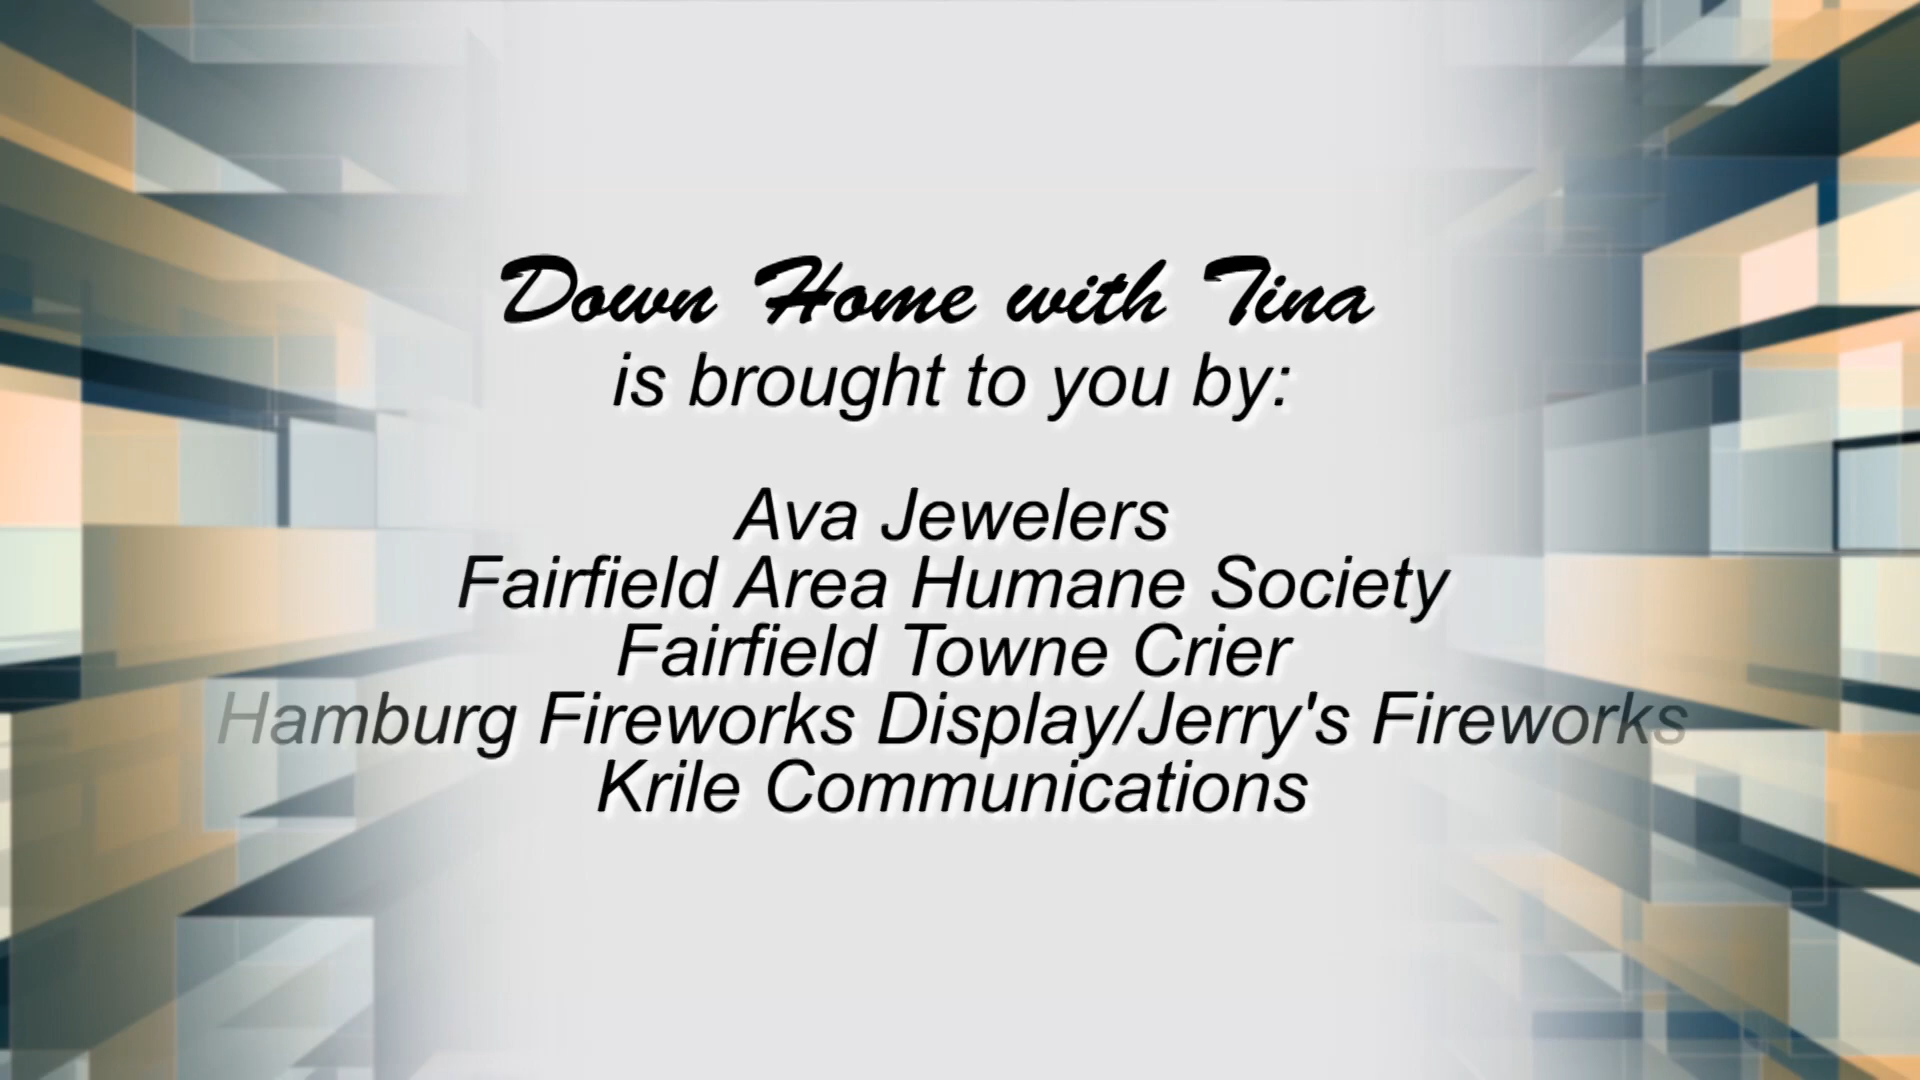 Down Home with Tina
is brought to you by:
Ava Jewelers
Fairfield Area Humane Society
Fairfield Towne Crier
Hamburg Fireworks Display/Jerry's Fireworks
Krile Communications